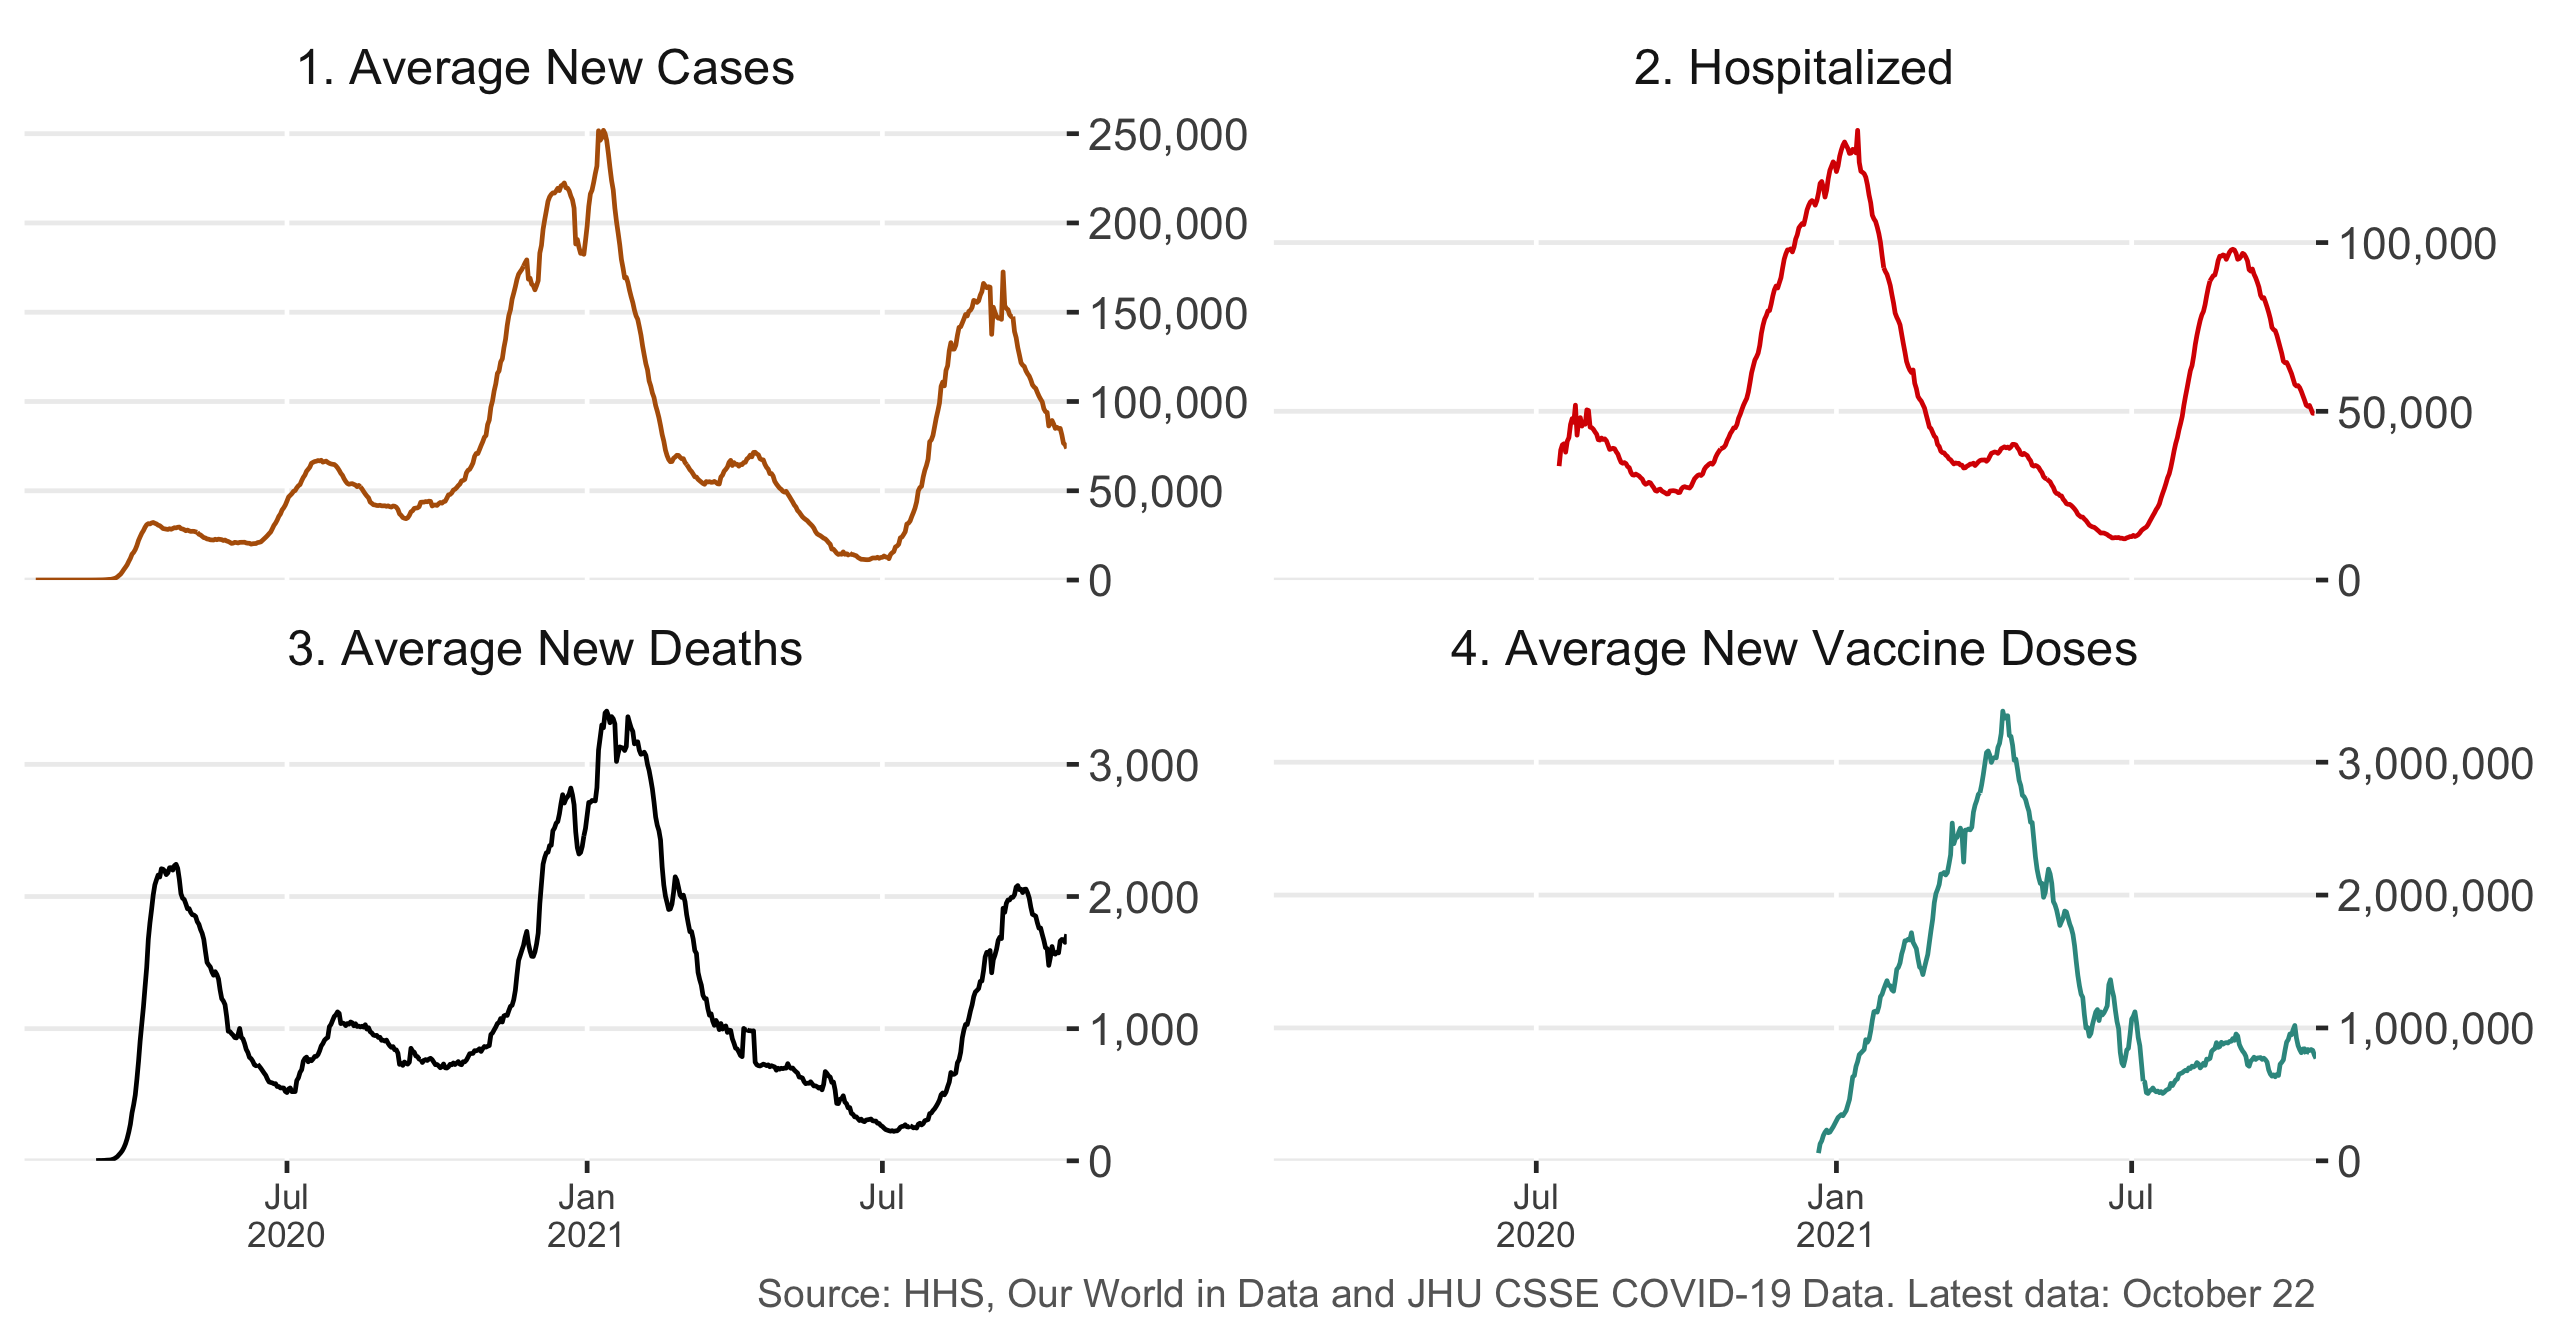 1. Average New Cases
250,000
200,000
150,000
100,000
50,000
0
2. Hospitalized
100,000
50,000
0
3. Average New Deaths
3,000
2,000
1,000
0
Jul
2020
Jan
2021
Jul
4. Average New Vaccine Doses
3,000,000
2,000,000
1,000,000
0
Jul
2020
Jan
2021
Jul
Source: HHS, Our World in Data and JHU CSSE COVID-19 Data. Latest data: October 22